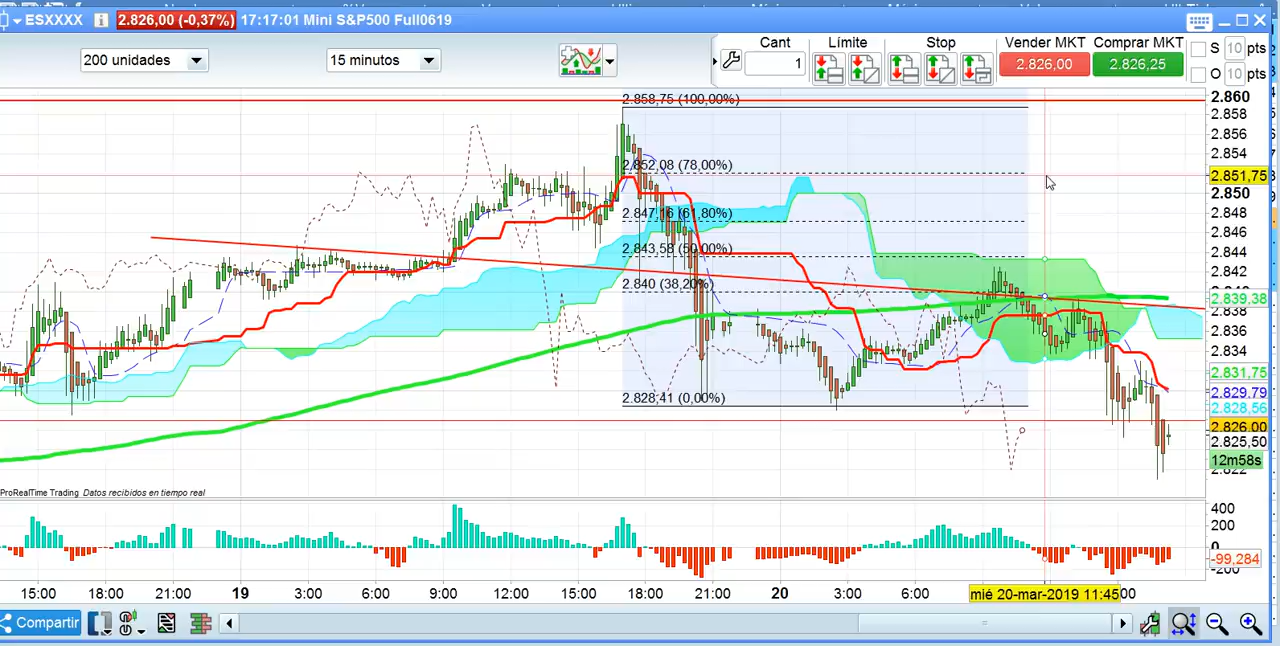 ESXXXX i 2.826,00 (-0,37%) 17:17:01 Mini S&P500 Full0619
200 unidades
15 minutos
Cant
1
Límite
Stop
Vender MKT
Comprar MKT
2.826,00
2.826,25
S 10 pts
O 10 pts
2.858,75 (100,00%)
2.852,08 (78,00%)
2.847,16 (61,80%)
2.843,58 (50,00%)
2.840 (38,20%)
2.828,41 (0,00%)
2.860
2.858
2.856
2.854
2.851,75
2.850
2.848
2.846
2.844
2.842
2.839,38
2.838
2.836
2.834
2.831,75
2.829,79
2.828,56
2.826,00
2.825,50
12m58s
2.822
ProRealTime Trading Datos recibidos en tiempo real
400
200
0
-99,284
-200
15:00 18:00 21:00 19 3:00 6:00 9:00 12:00 15:00 18:00 21:00 20 3:00 6:00 mié 20-mar-2019 11:45
Compartir